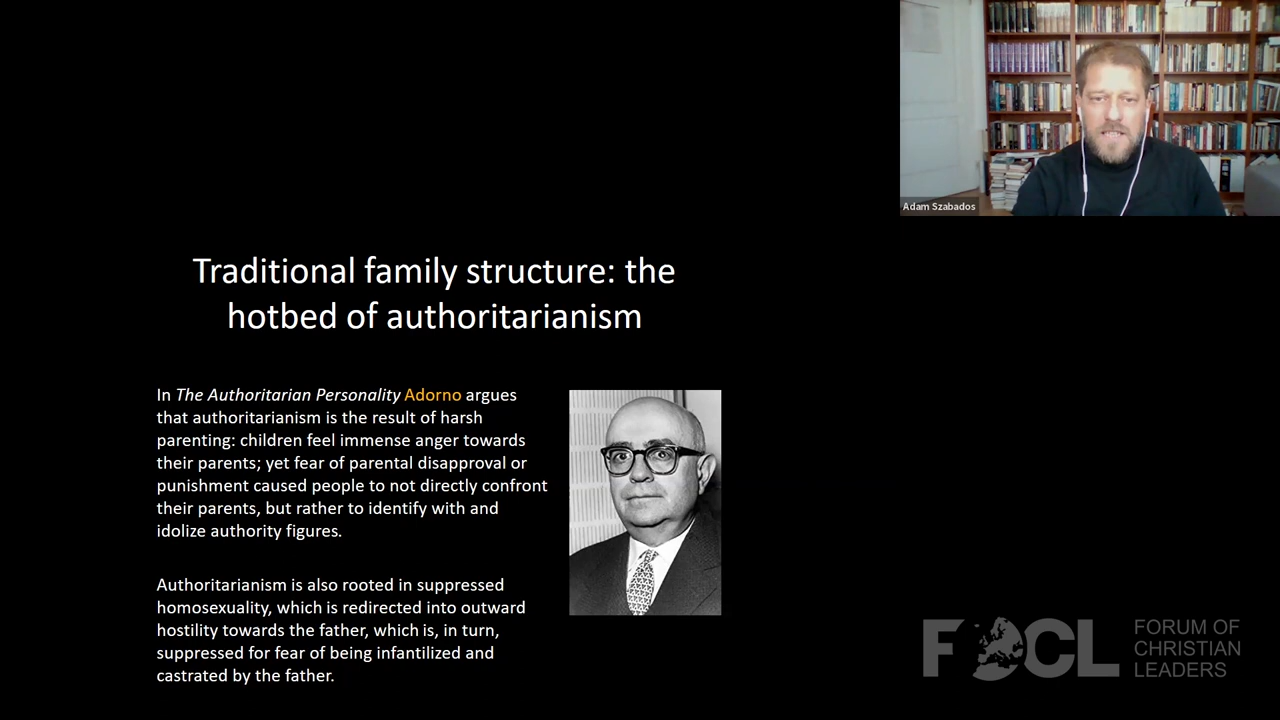 Adam Szabados
Traditional family structure: the
hotbed of authoritarianism
In The Authoritarian Personality Adorno argues
that authoritarianism is the result of harsh
parenting: children feel immense anger towards
their parents; yet fear of parental disapproval or
punishment caused people to not directly confront
their parents, but rather to identify with and
idolize authority figures.
Authoritarianism is also rooted in suppressed
homosexuality, which is redirected into outward
hostility towards the father, which is, in turn,
suppressed for fear of being infantilized and
castrated by the father.
FOCL
FORUM OF
CHRISTIAN
LEADERS